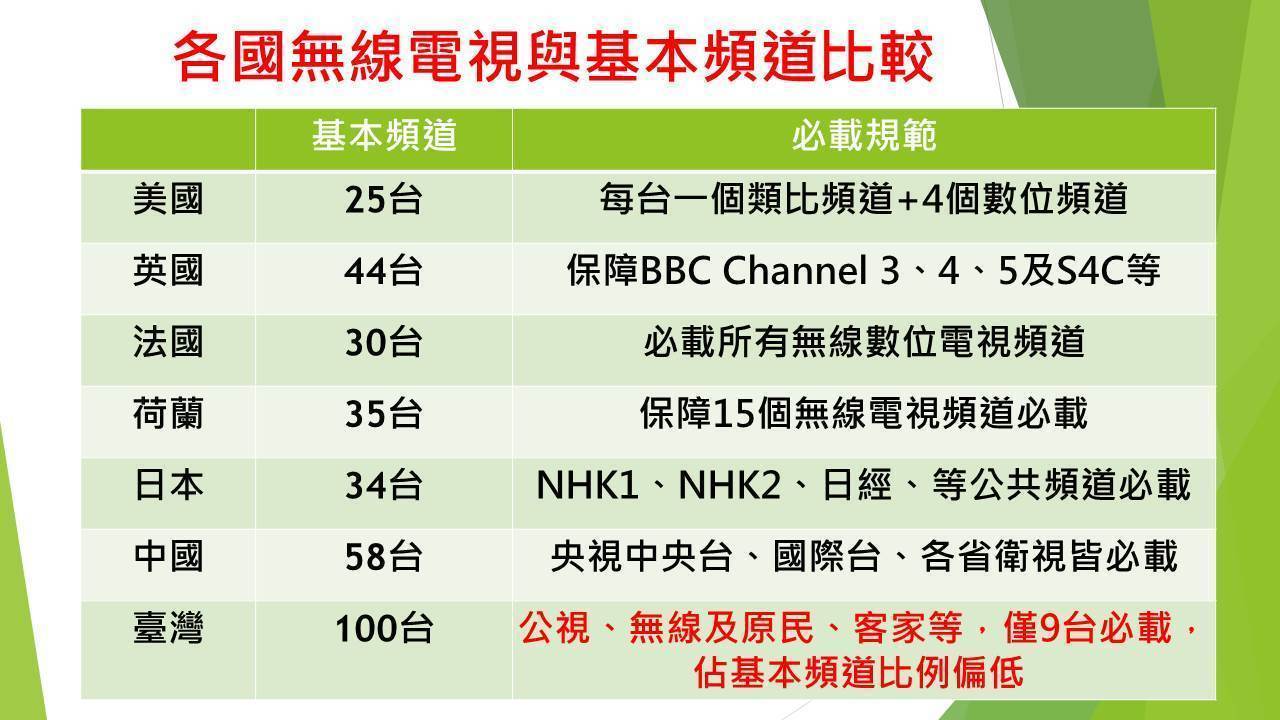 各國無線電視與基本頻道比較
基本頻道 必載規範
美國 25台 每台一個類比頻道+4個數位頻道
英國 44台 保障BBC Channel 3、4、5及S4C等
法國 30台 必載所有無線數位電視頻道
荷蘭 35台 保障15個無線電視頻道必載
日本 34台 NHK1、NHK2、日經、等公共頻道必載
中國 58台 央視中央台、國際台、各省衛視皆必載
臺灣 100台 公視、無線及原民、客家等，僅9台必載，
佔基本頻道比例偏低